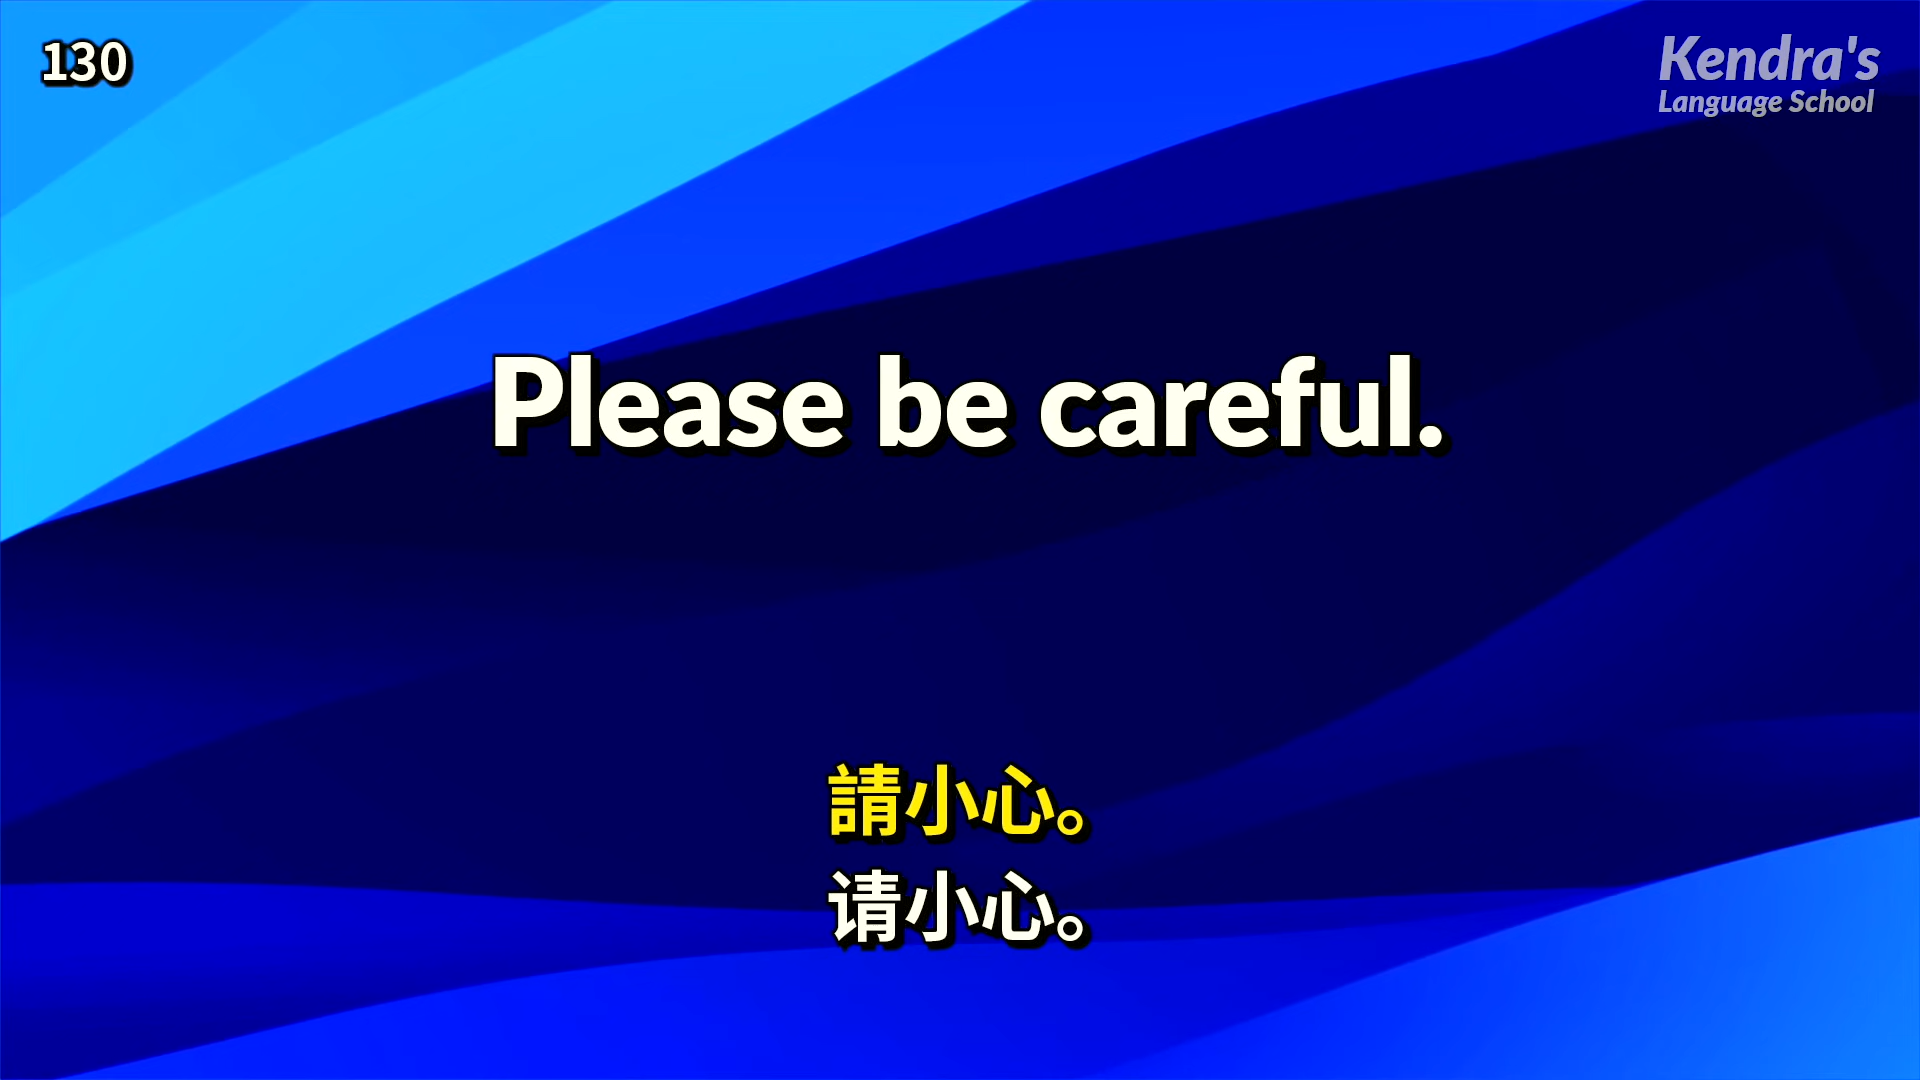 130
Kendra's
Language School
Please be careful.
請小心。
请小心。